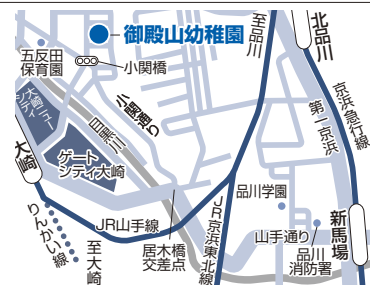 御殿山幼稚園
五反田
保育園
小関橋
小関通り
目黒川
大崎ニュー
シティ
ゲート
シティ大崎
大崎
りんかい線
JR山手線
至大崎
居木橋
交差点
JR京浜東北線
至品川
北品川
京浜急行線
第一京浜
品川学園
山手通り
品川
消防署
新馬場